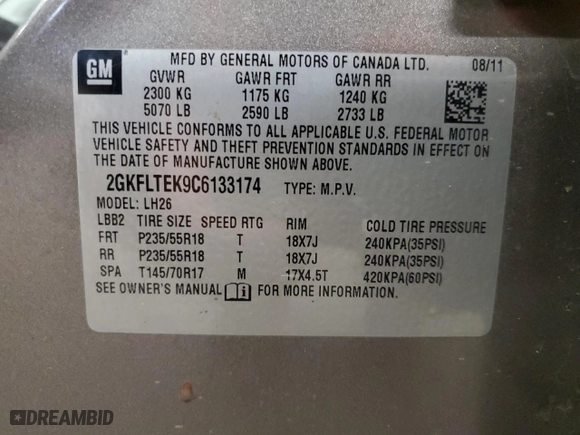 GM MFD BY GENERAL MOTORS OF CANADA LTD. 08/11
GVWR GAWR FRT GAWR RR
2300 KG 1175 KG 1240 KG
5070 LB 2590 LB 2733 LB
THIS VEHICLE CONFORMS TO ALL APPLICABLE U.S. FEDERAL MOTOR
VEHICLE SAFETY AND THEFT PREVENTION STANDARDS IN EFFECT ON
THE DATE OF MANUFACTURE SHOWN ABOVE.
2GKFLTEK9C6133174 TYPE: M.P.V.
MODEL: LH26
LBB2 TIRE SIZE SPEED RTG RIM COLD TIRE PRESSURE
FRT P235/55R18 T 18X7J 240KPA(35PSI)
RR P235/55R18 T 18X7J 240KPA(35PSI)
SPA T145/70R17 M 17X4.5T 420KPA(60PSI)
SEE OWNER'S MANUAL FOR MORE INFORMATION.
DREAMBID